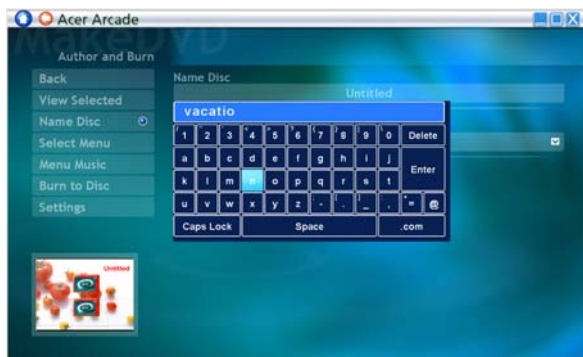 Acer Arcade
MakeDVD
Author and Burn
Back
View Selected
Name Disc
Select Menu
Menu Music
Burn to Disc
Settings
Name Disc
Untitled
vacatio
1 2 3 4 5 6 7 8 9 0 Delete
a b c d e f g h i j
Enter
k l m n o p q r s t
u v w x y z - . _ , = @
Caps Lock Space .com
Untitled